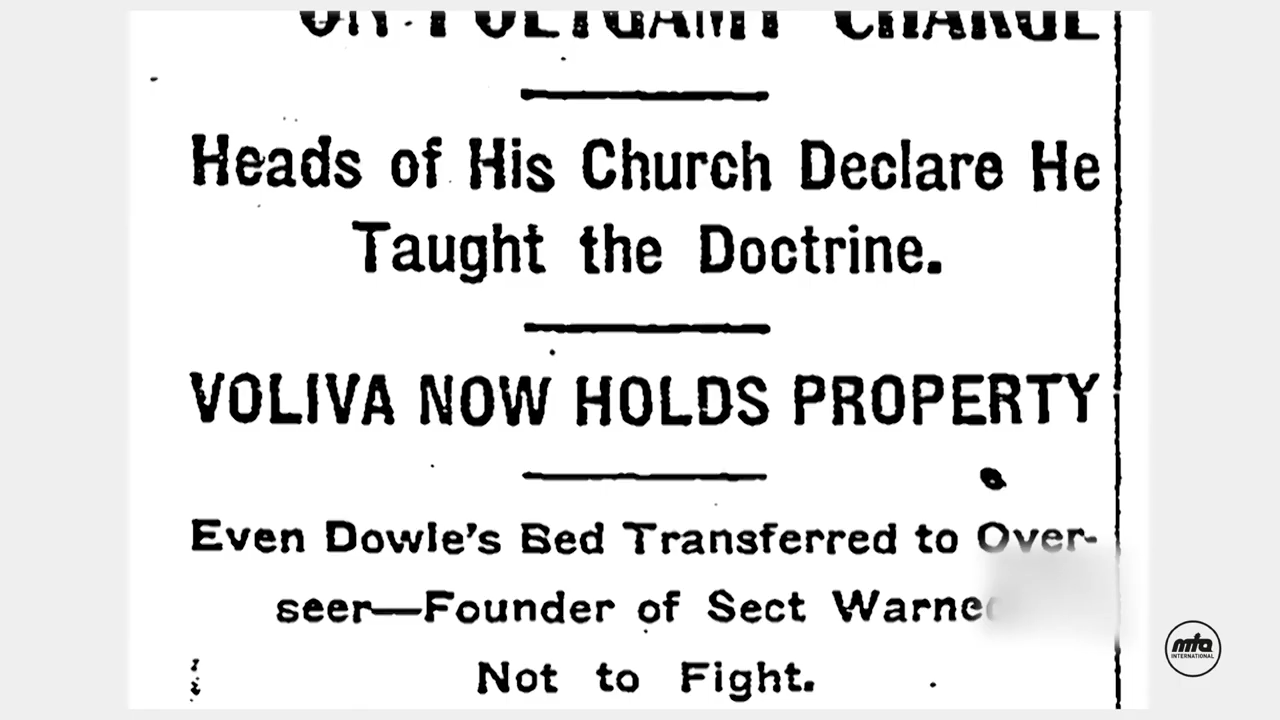 ON POLYGAMY CHARGE
Heads of His Church Declare He
Taught the Doctrine.
VOLIVA NOW HOLDS PROPERTY
Even Dowie's Bed Transferred to Over-
seer—Founder of Sect Warned
Not to Fight.
mta
INTERNATIONAL